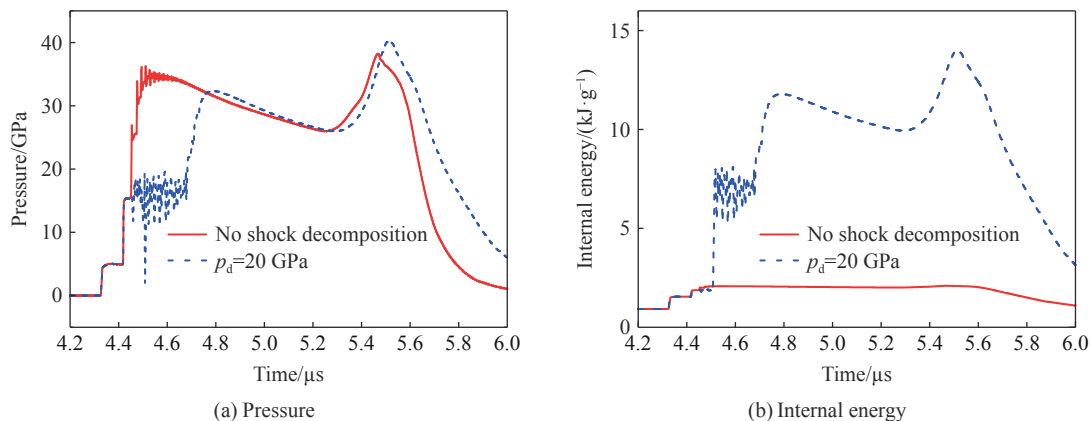 40
30
20
10
0
Pressure/GPa
No shock decomposition
p_d=20 GPa
4.2 4.4 4.6 4.8 5.0 5.2 5.4 5.6 5.8 6.0
Time/µs
(a) Pressure
15
10
5
0
Internal energy/(kJ·g⁻¹)
No shock decomposition
p_d=20 GPa
4.2 4.4 4.6 4.8 5.0 5.2 5.4 5.6 5.8 6.0
Time/µs
(b) Internal energy